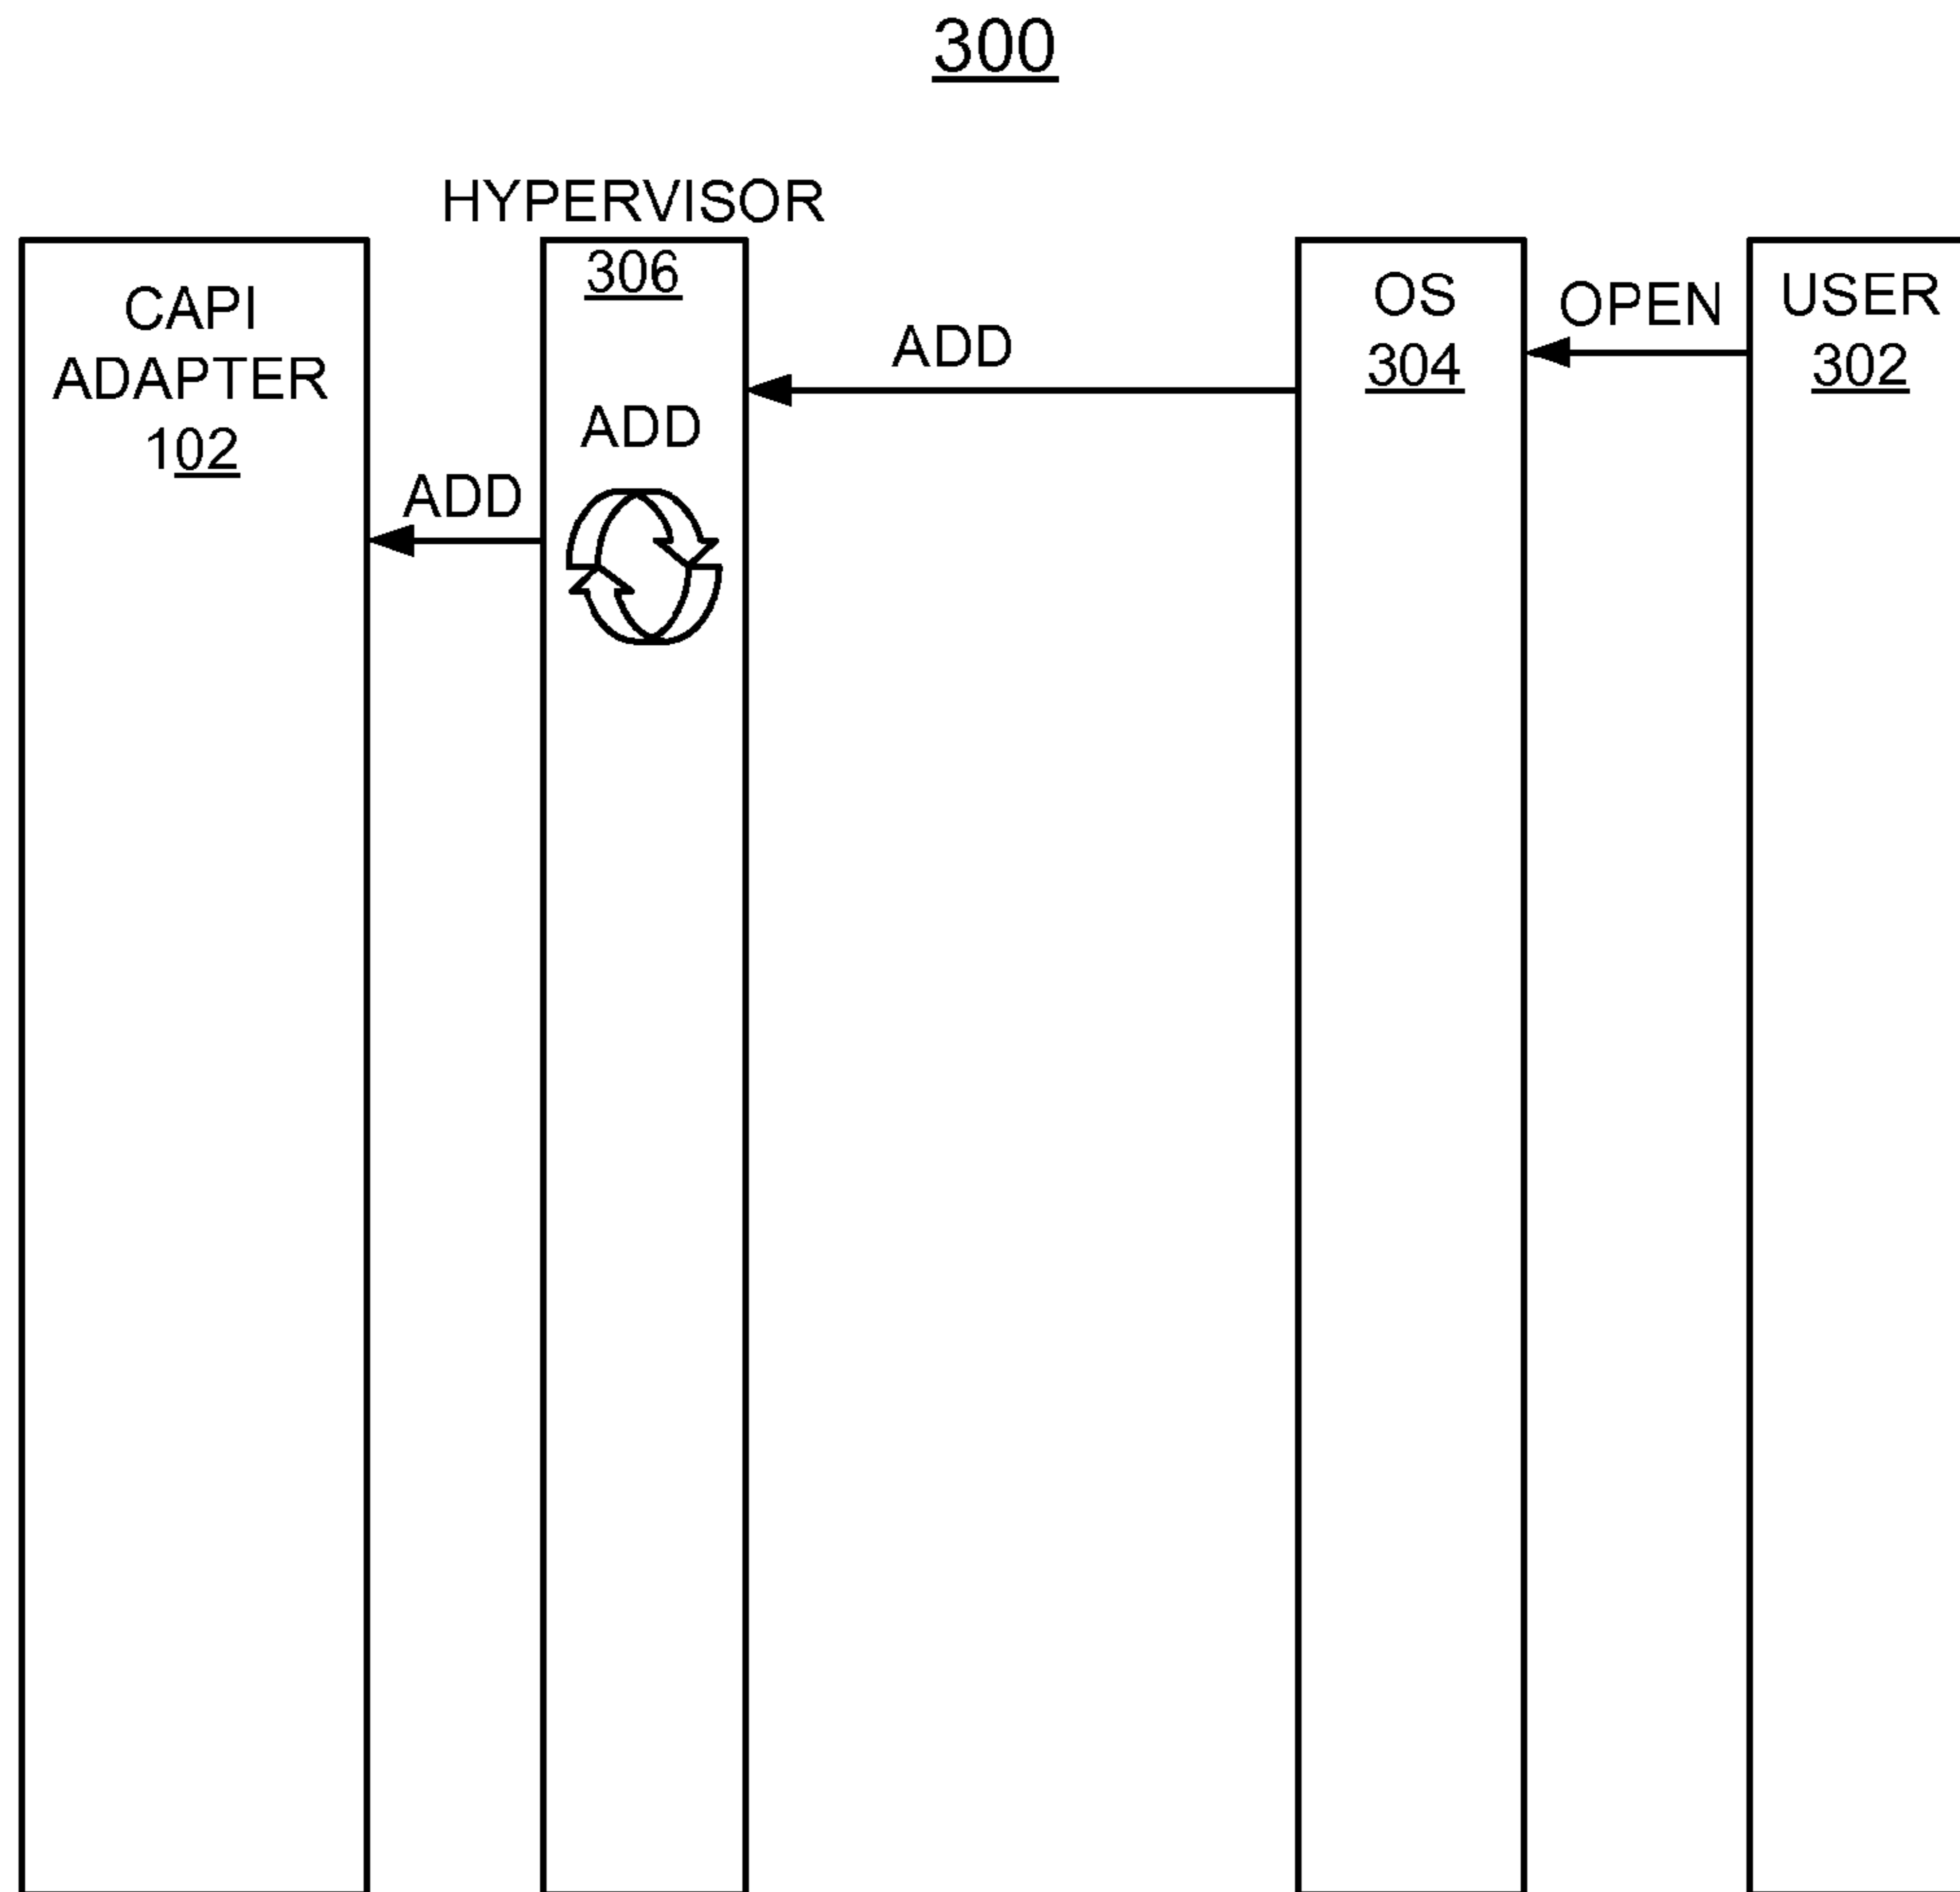 300
HYPERVISOR
306
CAPI
ADAPTER
102
ADD
ADD
ADD
OS
304
OPEN
USER
302